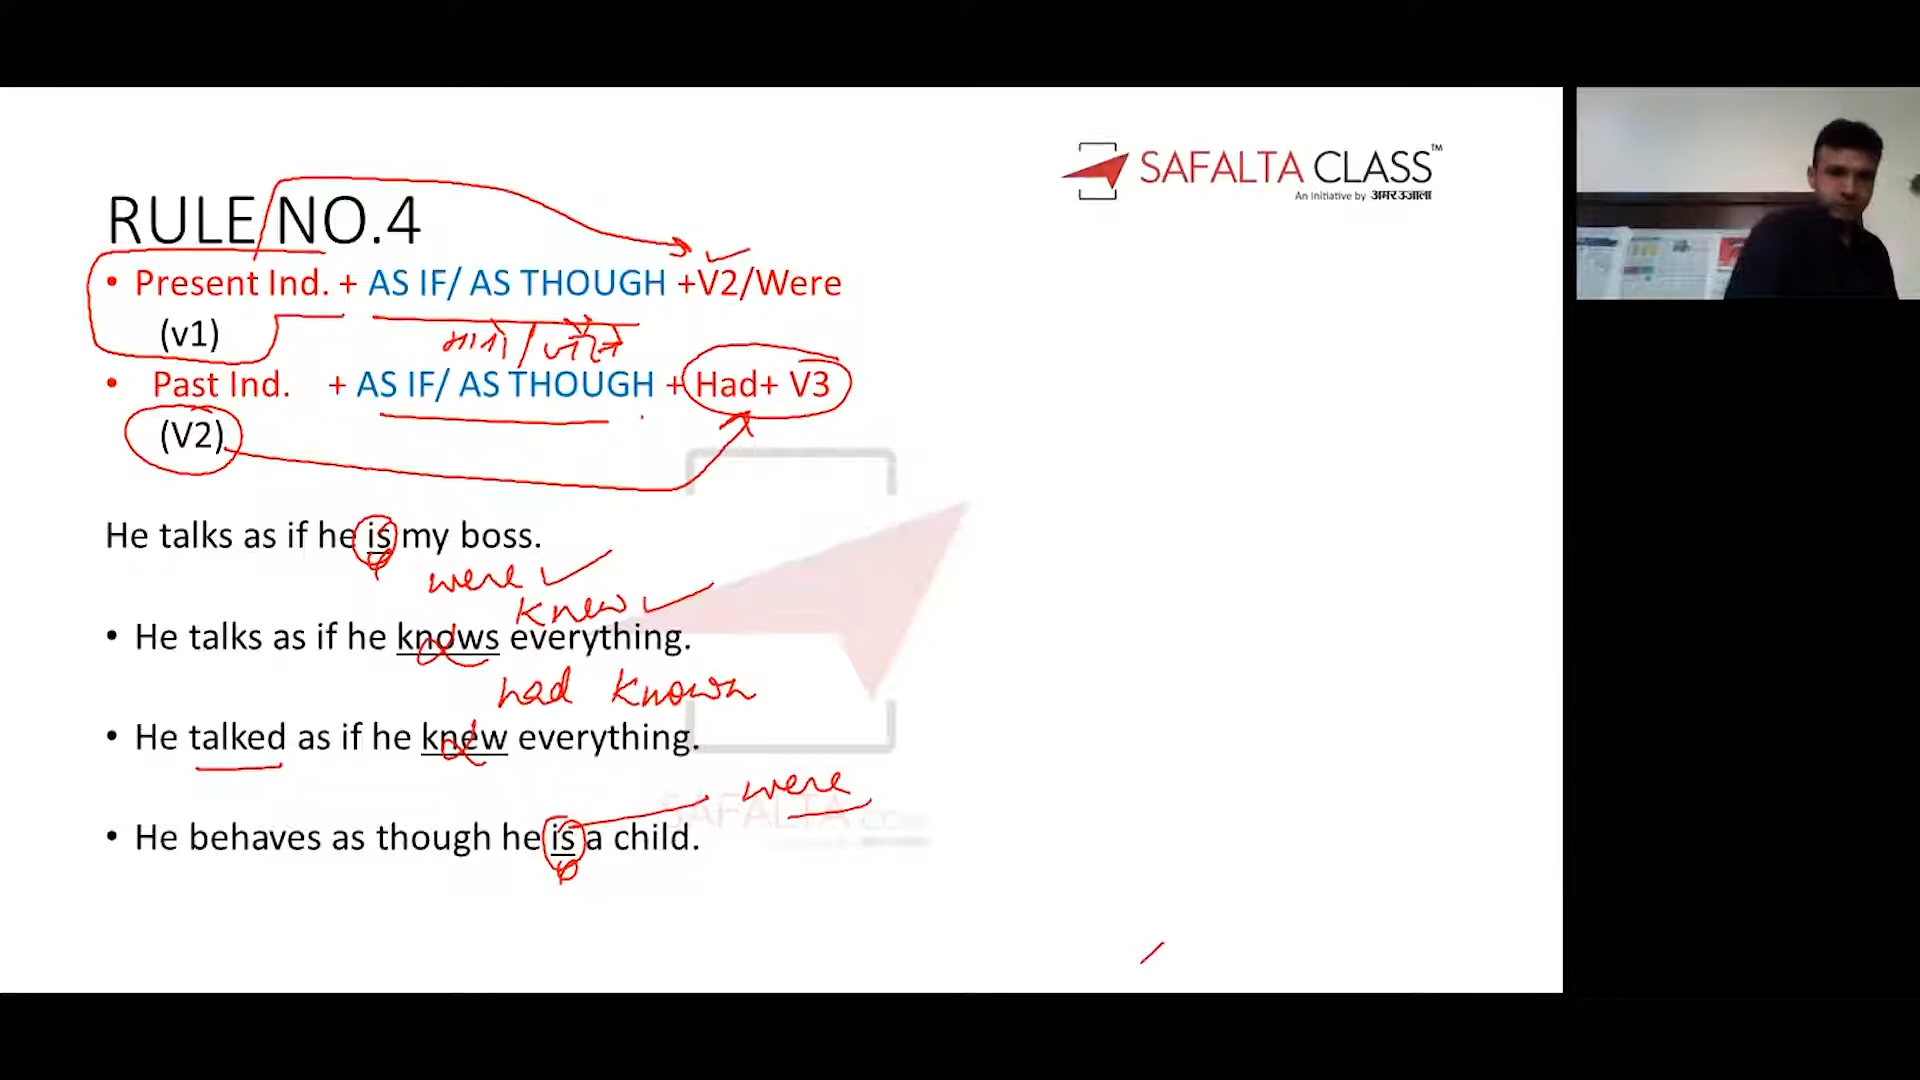 SAFALTA CLASS™
An Initiative by अमर उजाला
RULE NO.4
• Present Ind. + AS IF/ AS THOUGH +V2/Were
(v1)
मानो / जैसे
• Past Ind. + AS IF/ AS THOUGH + Had+ V3
(V2)
He talks as if he is my boss.
were
knew
• He talks as if he knows everything.
had known
• He talked as if he knew everything.
were
SAFALTA.COM
• He behaves as though he is a child.